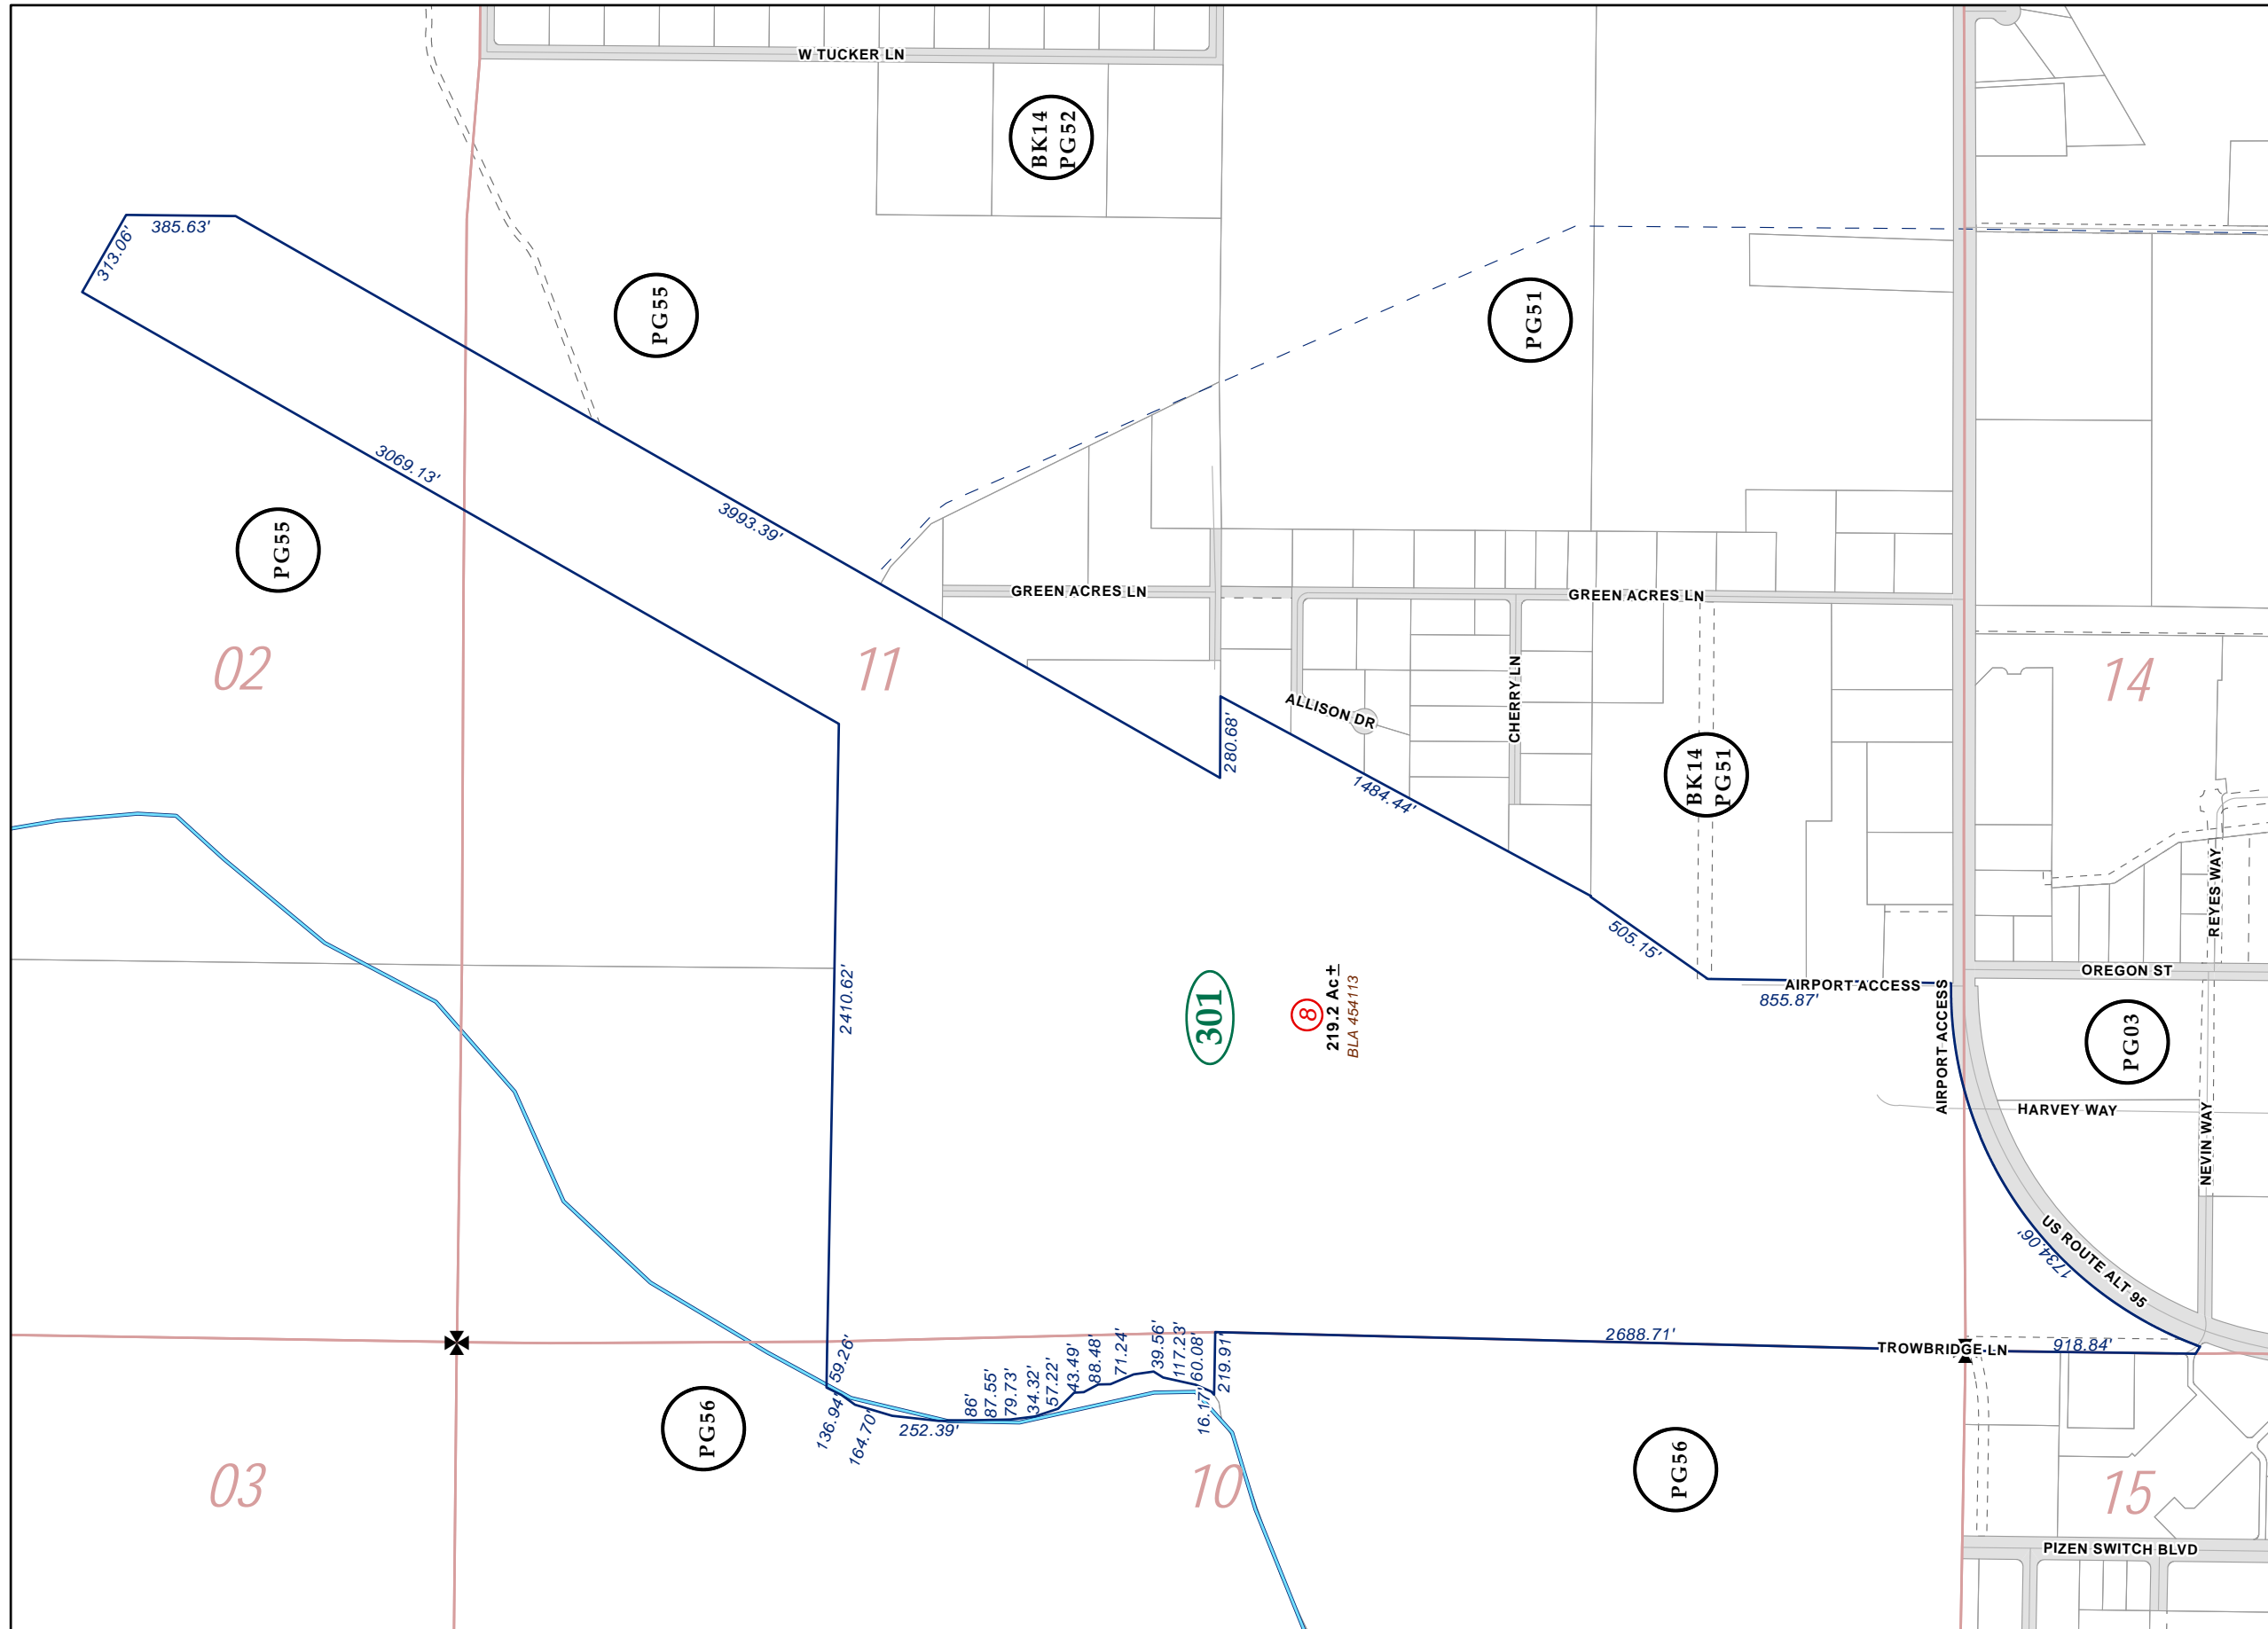 W TUCKER LN
BK14
PG52
385.63'
313.06'
PG55
PG51
3069.13'
3993.39'
PG55
GREEN ACRES LN
GREEN ACRES LN
02
11
14
ALLISON DR
CHERRY LN
280.68'
1484.44'
BK14
PG51
REYES WAY
505.15'
OREGON ST
AIRPORT ACCESS
855.87'
2410.62'
301
8
219.2 Ac±
BLA 454113
AIRPORT ACCESS
PG03
HARVEY WAY
NEVIN WAY
US ROUTE ALT 95
1734.06'
2688.71'
TROWBRIDGE LN
918.84'
59.26'
136.94'
164.70'
252.39'
86'
87.55'
79.73'
34.32'
57.22'
43.49'
88.48'
71.24'
39.56'
117.23'
60.08'
16.17'
219.91'
PG56
PG56
03
10
15
PIZEN SWITCH BLVD